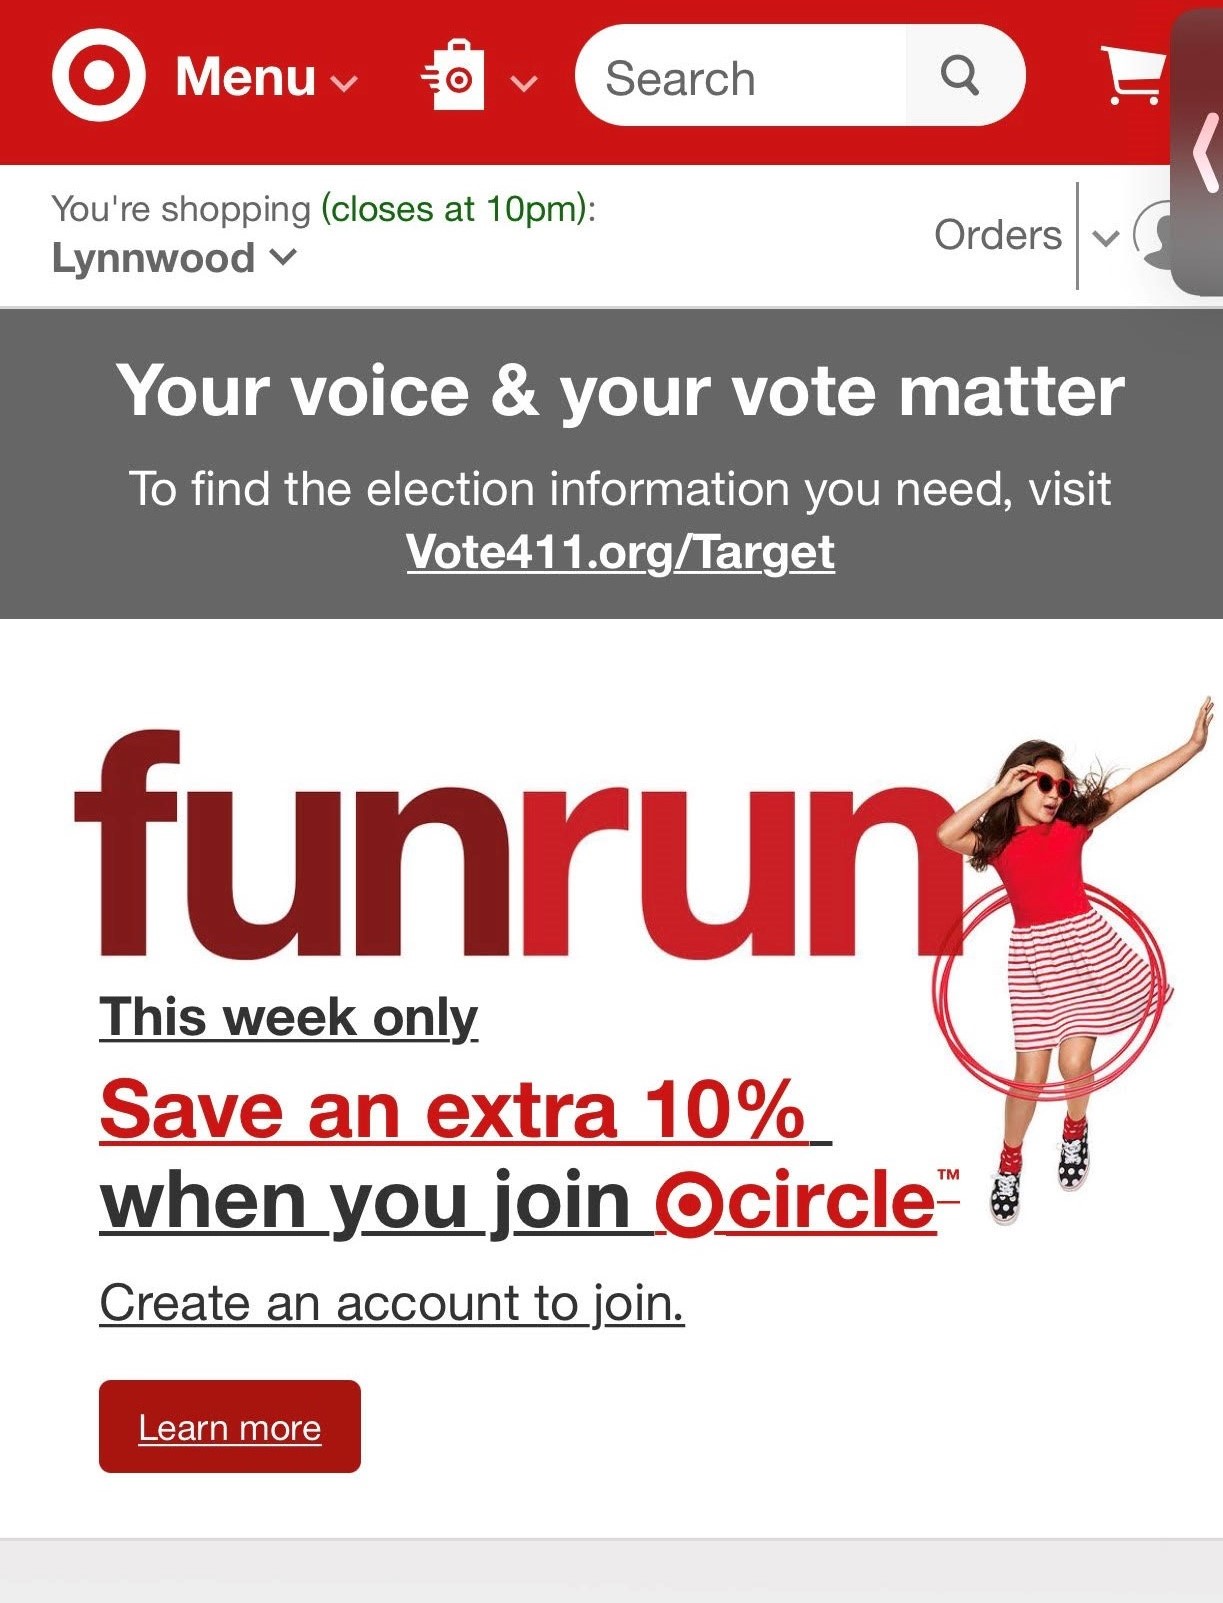 Menu
Search
You're shopping (closes at 10pm):
Lynnwood
Orders
Your voice & your vote matter
To find the election information you need, visit
Vote411.org/Target
funrun
This week only
Save an extra 10%
when you join circle™
Create an account to join.
Learn more